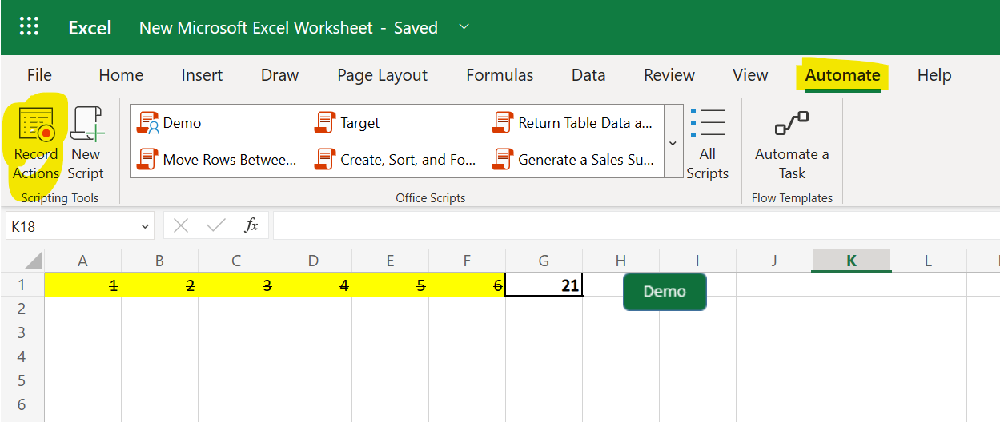 Excel New Microsoft Excel Worksheet - Saved
File Home Insert Draw Page Layout Formulas Data Review View Automate Help
Record Actions
New Script
Scripting Tools
Demo Target Return Table Data a...
Move Rows Betwee... Create, Sort, and Fo... Generate a Sales Su...
All Scripts
Office Scripts
Automate a Task
Flow Templates
K18 fx
A B C D E F G H I J K L
1 1 2 3 4 5 6 21 Demo
2
3
4
5
6